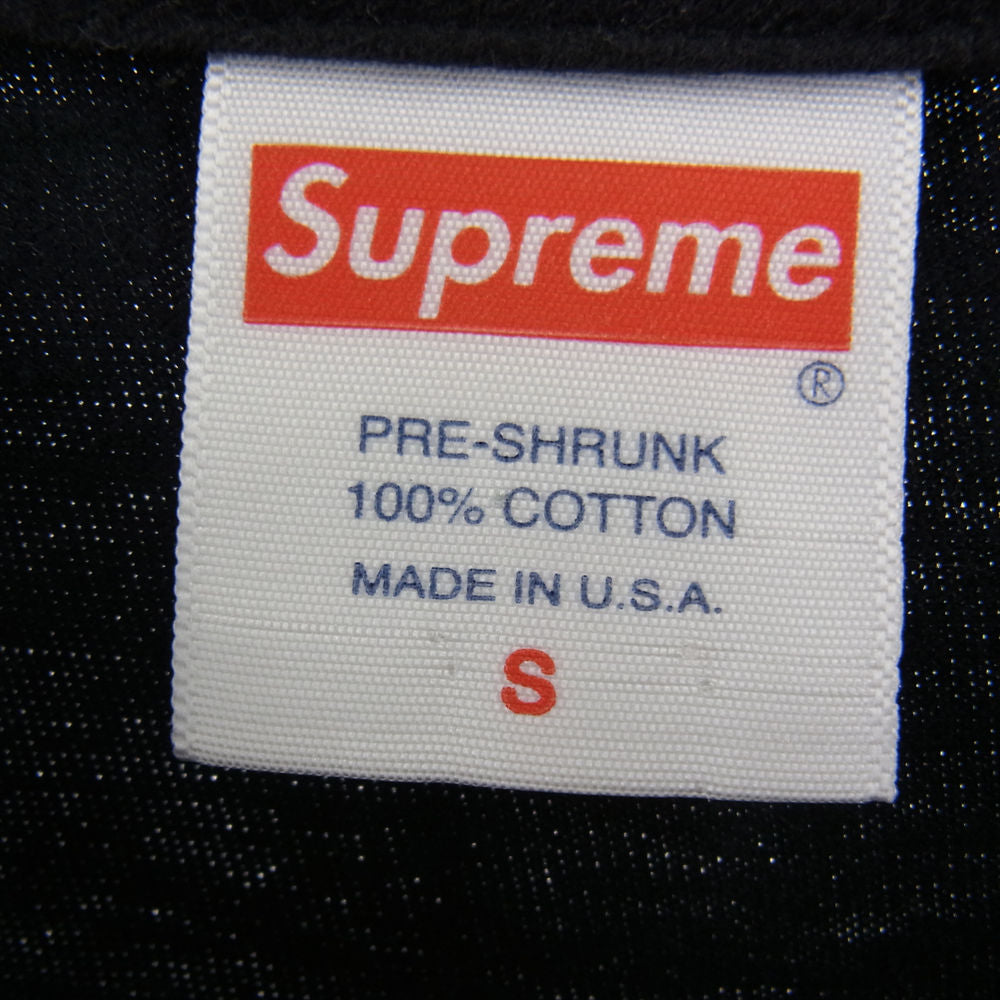 Supreme
®
PRE-SHRUNK
100% COTTON
MADE IN U.S.A.
S